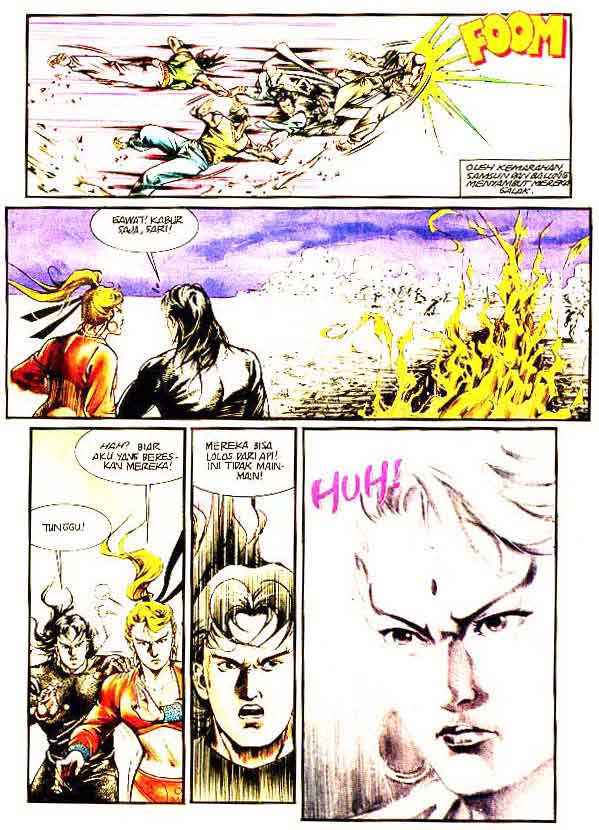 FOOM
OLEH KEMARAHAN
SAMSUN DAN BALUNG
MENYAMBUT MEREKA
GALAK.
GAWAT! KABUR
SAJA, SARI!
HAH? BIAR
AKU YANG BERES-
KAN MEREKA!
TUNGGU!
MEREKA BISA
LOLOS DARI API!
INI TIDAK MAIN-
MAIN!
HUH!